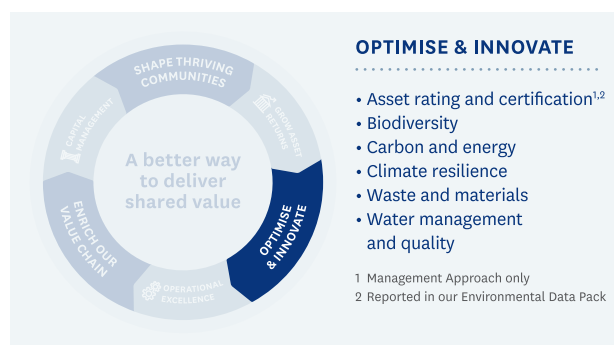 SHAPE THRIVING
COMMUNITIES
GROW ASSET
RETURNS
OPTIMISE
& INNOVATE
OPERATIONAL
EXCELLENCE
ENRICH OUR
VALUE CHAIN
CAPITAL
MANAGEMENT
A better way
to deliver
shared value
OPTIMISE & INNOVATE
• Asset rating and certification1,2
• Biodiversity
• Carbon and energy
• Climate resilience
• Waste and materials
• Water management
and quality
1 Management Approach only
2 Reported in our Environmental Data Pack